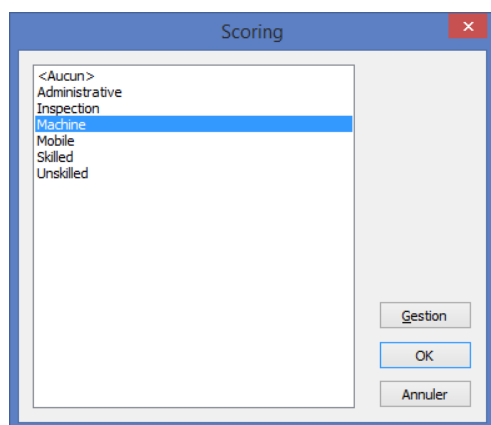 Scoring
<Aucun>
Administrative
Inspection
Machine
Mobile
Skilled
Unskilled
Gestion
OK
Annuler